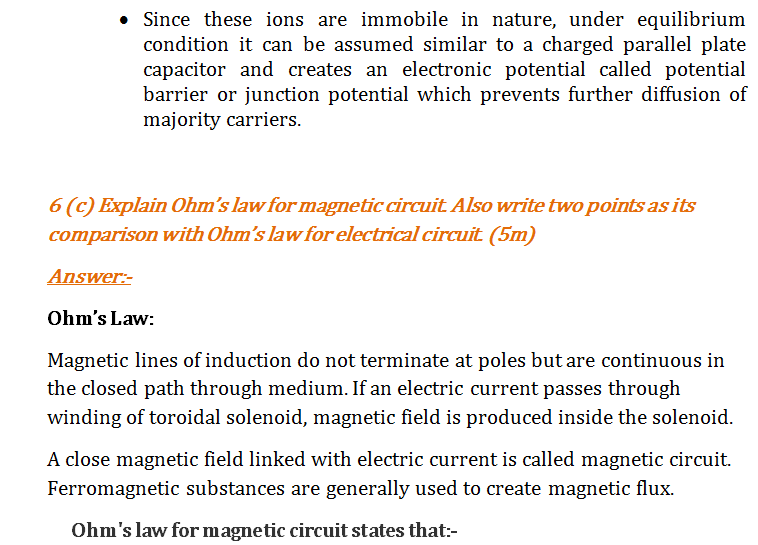 • Since these ions are immobile in nature, under equilibrium
condition it can be assumed similar to a charged parallel plate
capacitor and creates an electronic potential called potential
barrier or junction potential which prevents further diffusion of
majority carriers.
6 (c) Explain Ohm's law for magnetic circuit. Also write two points as its
comparison with Ohm's law for electrical circuit. (5m)
Answer:-
Ohm's Law:
Magnetic lines of induction do not terminate at poles but are continuous in
the closed path through medium. If an electric current passes through
winding of toroidal solenoid, magnetic field is produced inside the solenoid.
A close magnetic field linked with electric current is called magnetic circuit.
Ferromagnetic substances are generally used to create magnetic flux.
Ohm's law for magnetic circuit states that:-